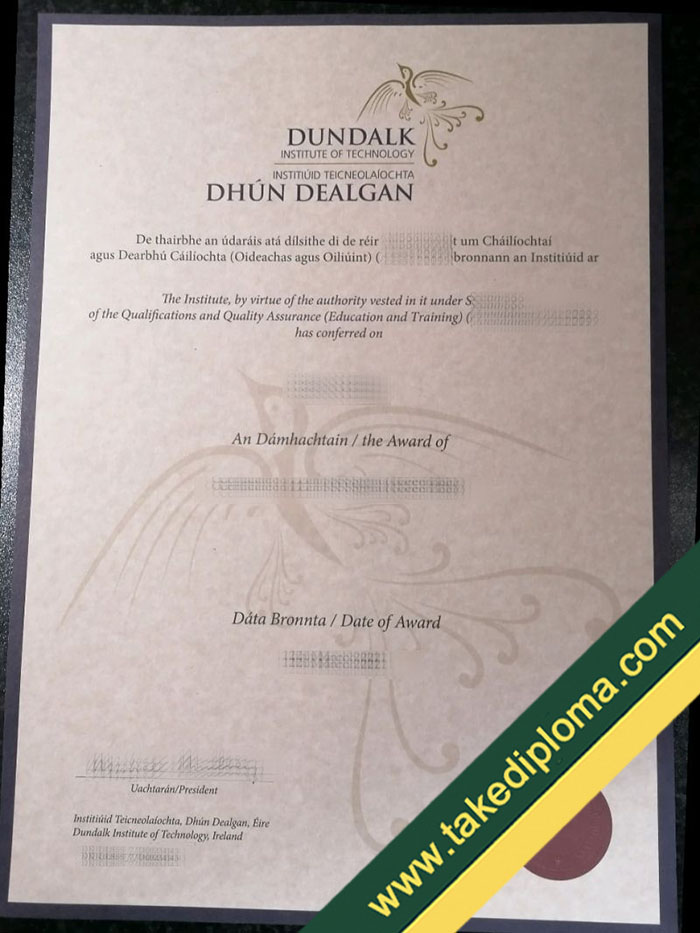 DUNDALK
INSTITUTE OF TECHNOLOGY
INSTITIÚID TEICNEOLAÍOCHTA
DHÚN DEALGAN
De thairbhe an údaráis atá dílsithe di de réir t um Cháilíochtaí
agus Dearbhú Cáilíochta (Oideachas agus Oiliúint) ( bronnann an Institiúid ar
The Institute, by virtue of the authority vested in it under S
of the Qualifications and Quality Assurance (Education and Training) (
has conferred on
An Dámhachtain / the Award of
Dáta Bronnta / Date of Award
Uachtarán/President
Institiúid Teicneolaíochta, Dhún Dealgan, Éire
Dundalk Institute of Technology, Ireland
www.takediploma.com